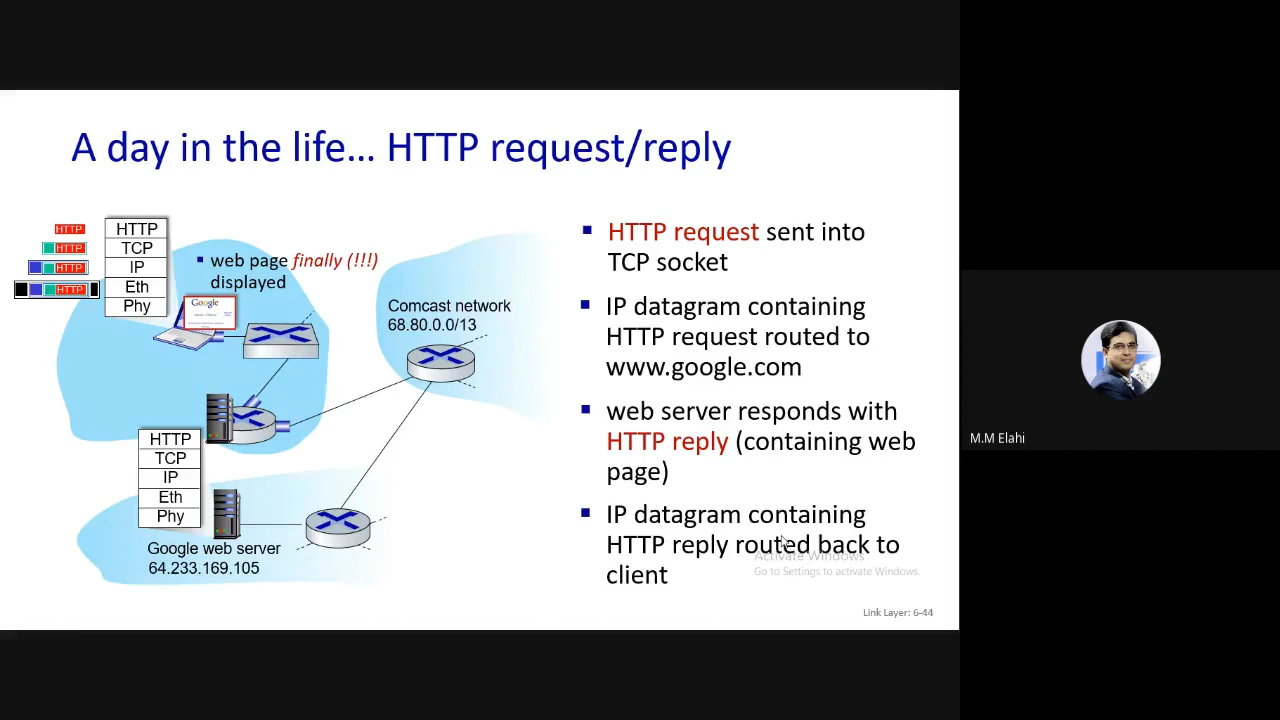 A day in the life… HTTP request/reply
HTTP
HTTP
HTTP
HTTP
HTTP
TCP
IP
Eth
Phy
▪ web page finally (!!!)
displayed
Google
Comcast network
68.80.0.0/13
HTTP
TCP
IP
Eth
Phy
Google web server
64.233.169.105
▪ HTTP request sent into
TCP socket
▪ IP datagram containing
HTTP request routed to
www.google.com
▪ web server responds with
HTTP reply (containing web
page)
▪ IP datagram containing
HTTP reply routed back to
client
Activate Windows
Go to Settings to activate Windows.
Link Layer: 6-44
M.M Elahi